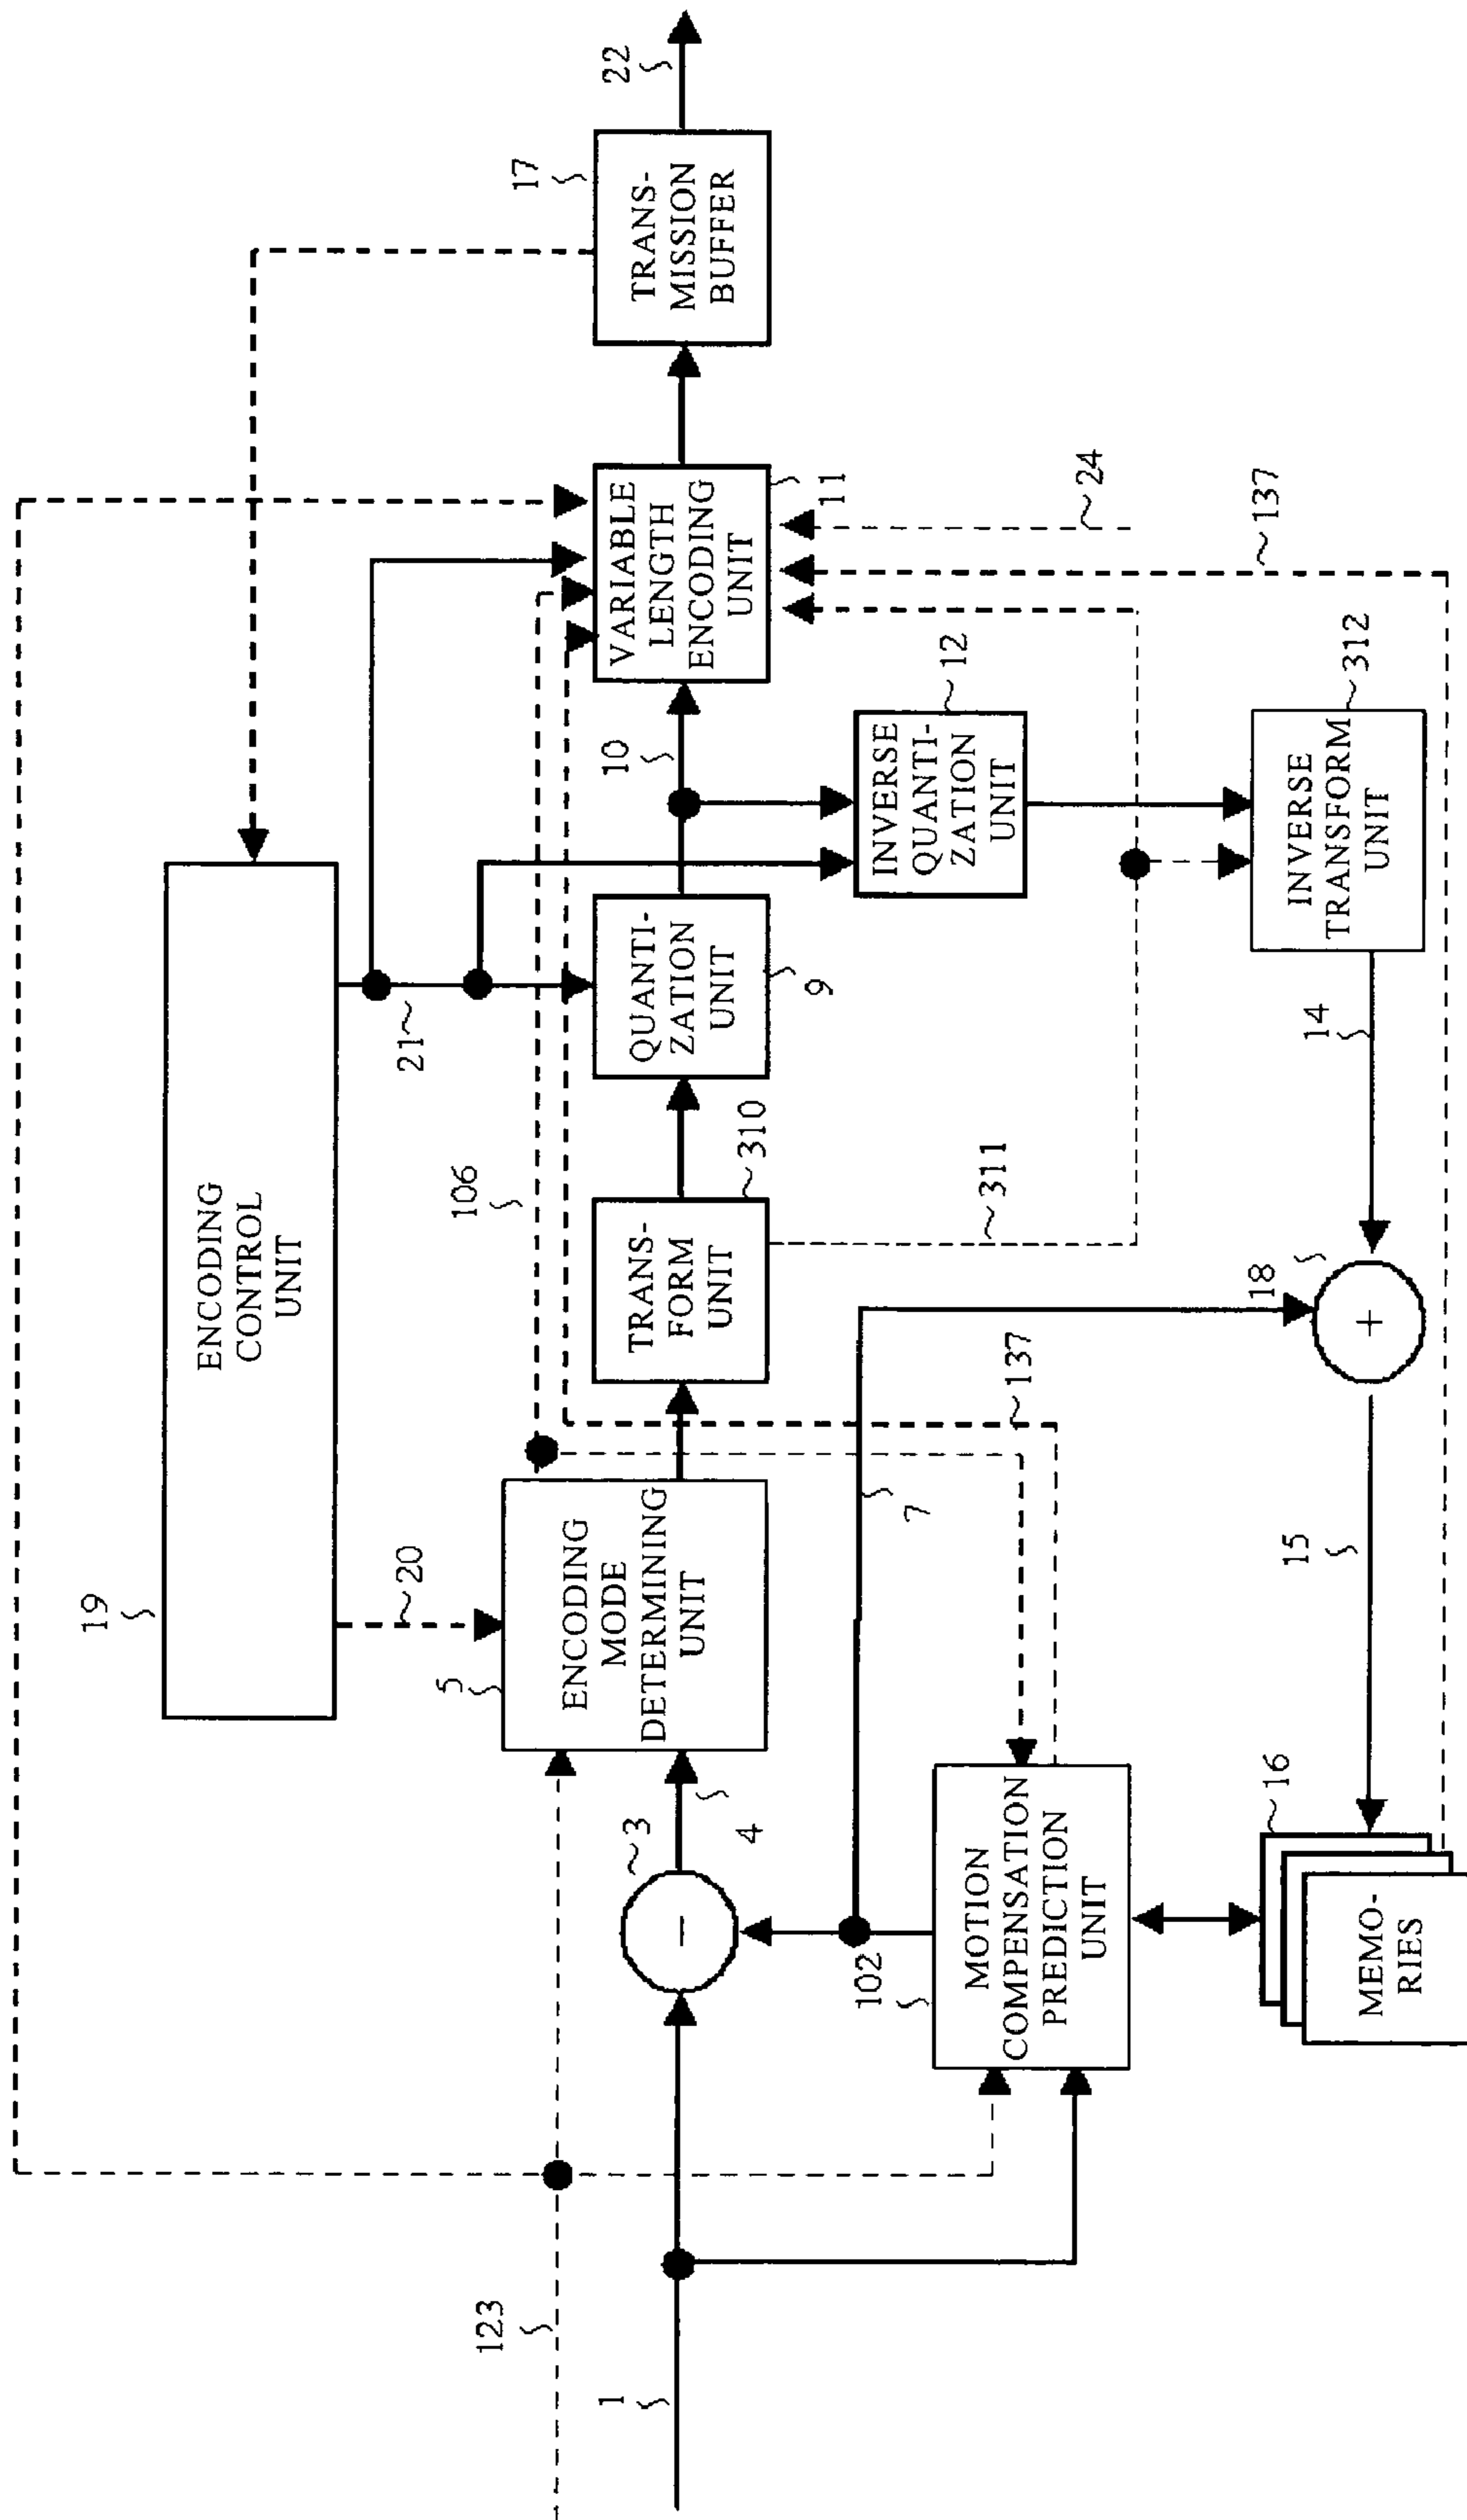 19
ENCODING
CONTROL
UNIT
123
1
3
4
5
20
ENCODING
MODE
DETERMINING
UNIT
106
21
TRANS-
FORM
UNIT
310
QUANTI-
ZATION
UNIT
9
10
VARIABLE
LENGTH
ENCODING
UNIT
11
17
TRANS-
MISSION
BUFFER
22
102
MOTION
COMPENSATION
PREDICTION
UNIT
7
137
311
INVERSE
QUANTI-
ZATION
UNIT
12
24
137
16
MEMO-
RIES
15
18
+
14
INVERSE
TRANSFORM
UNIT
312